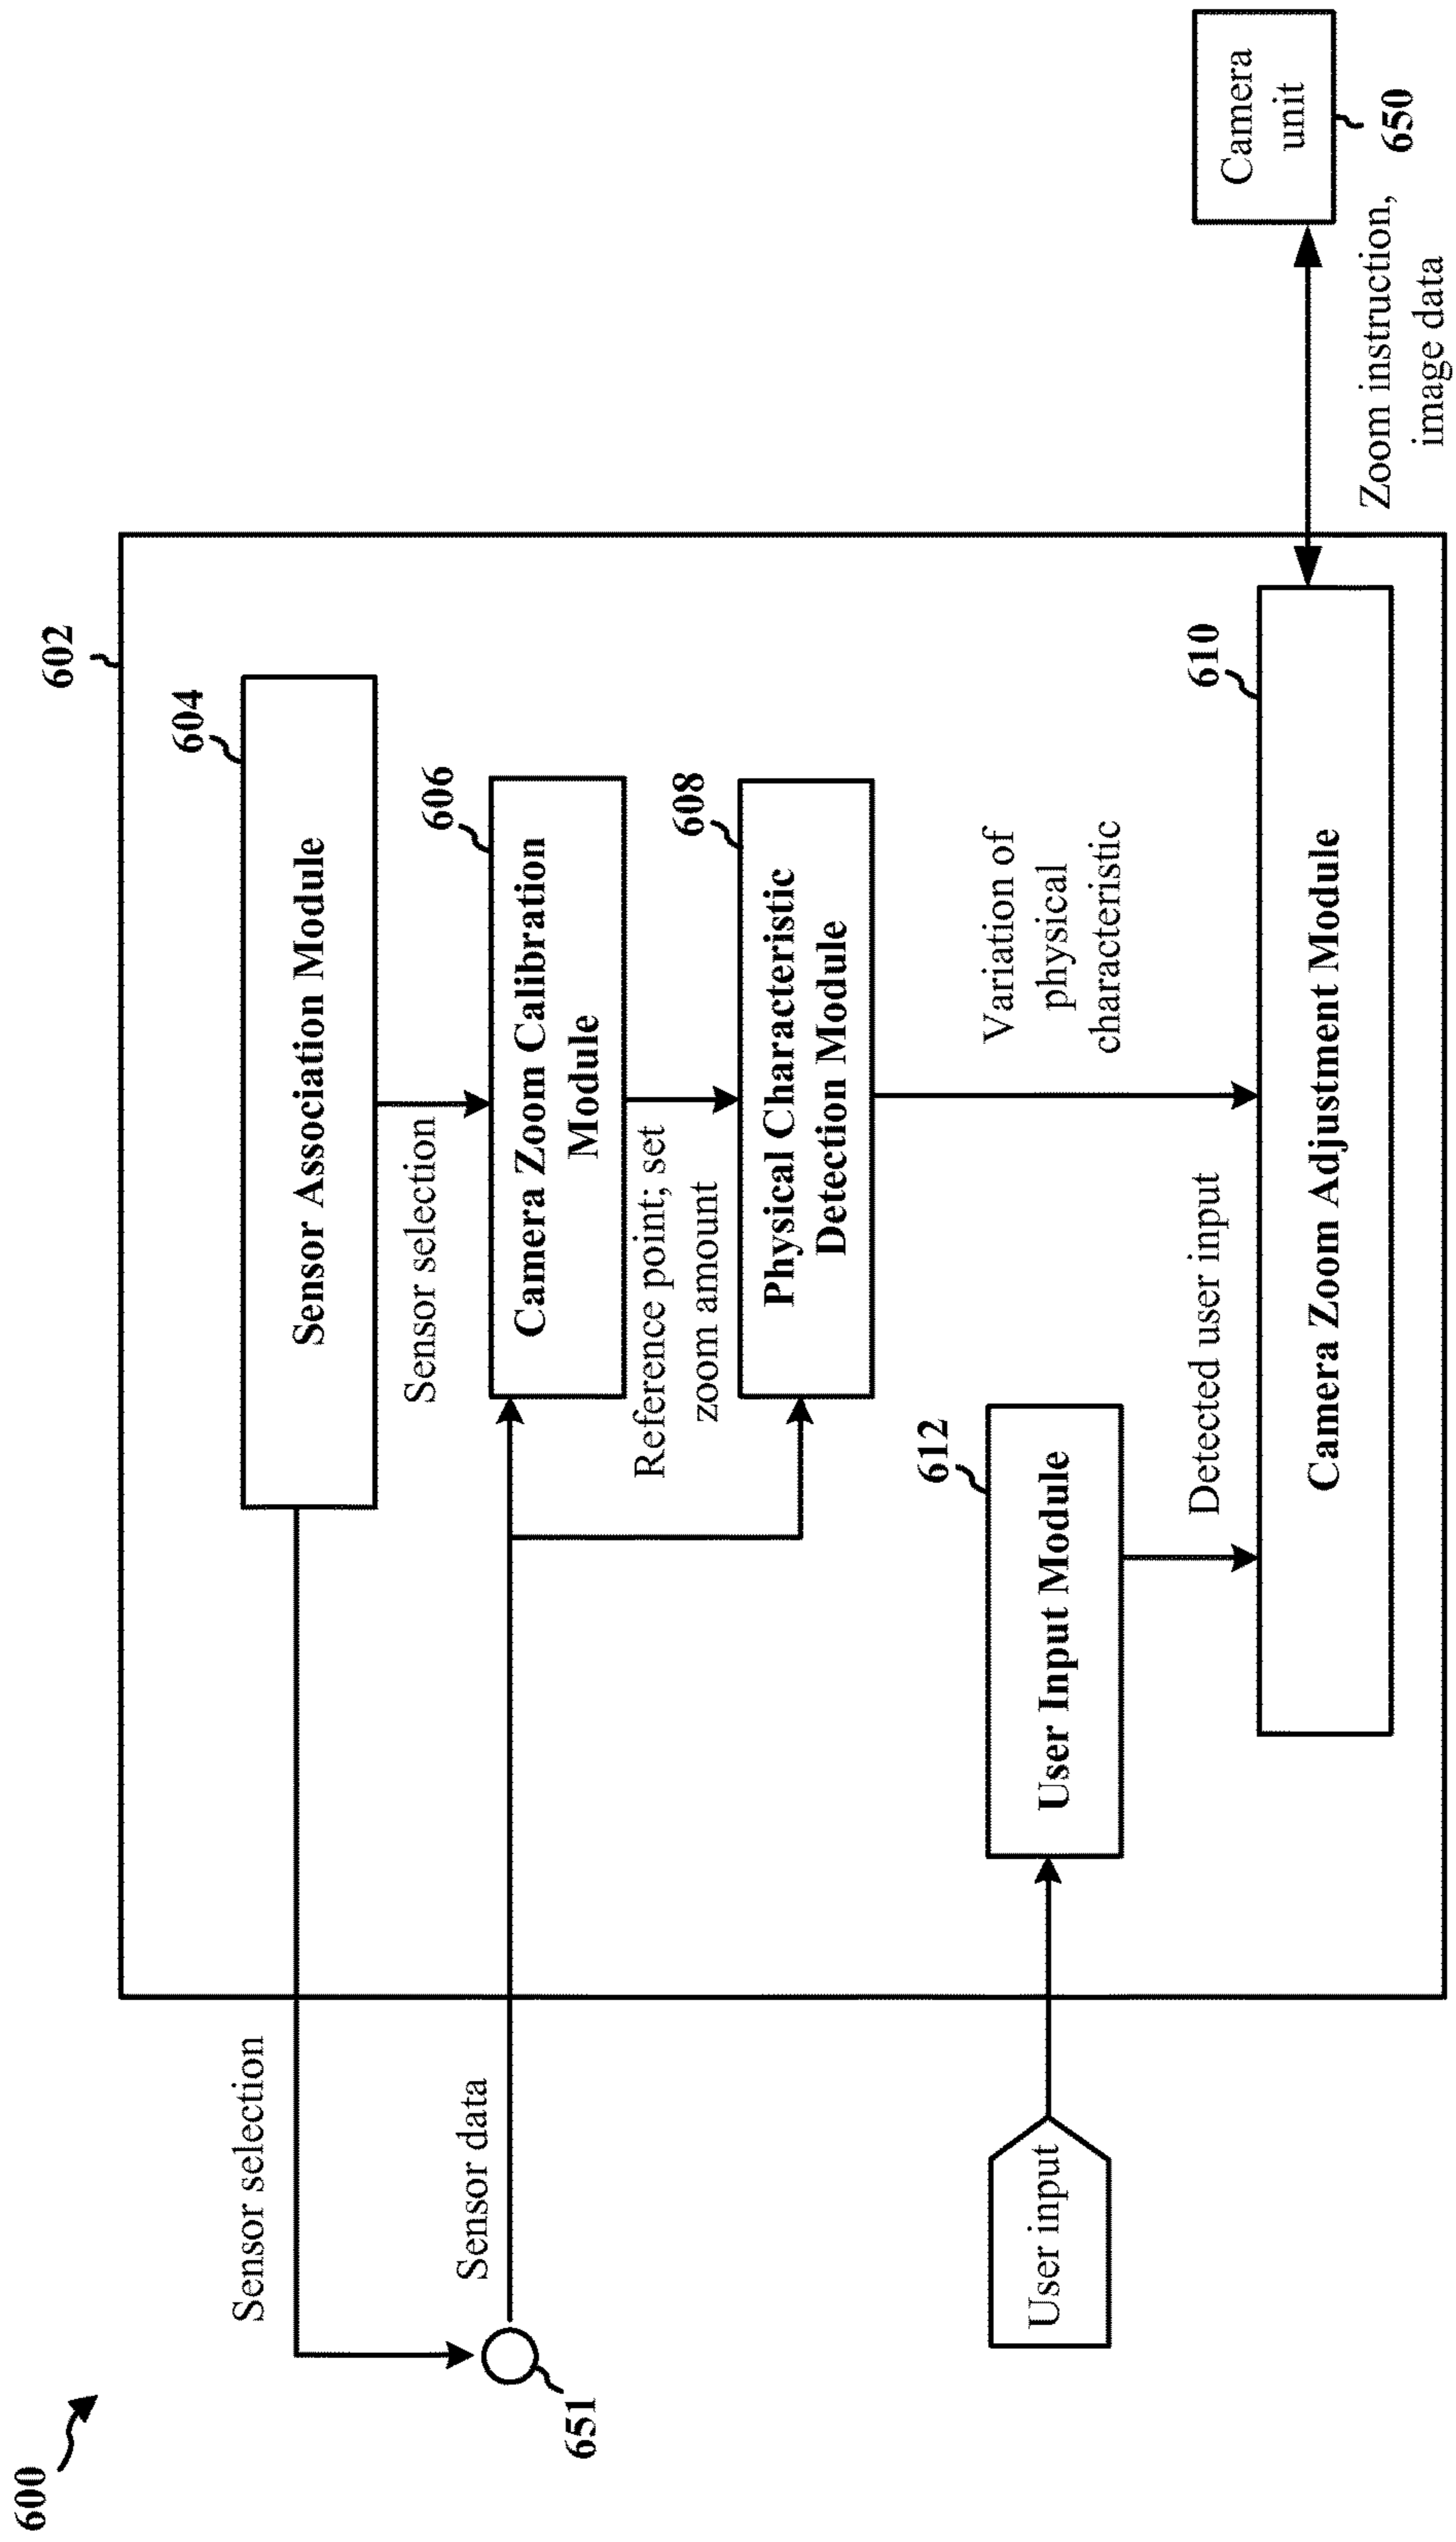 600
602
604
Sensor Association Module
Sensor selection
Sensor selection
606
Camera Zoom Calibration
Module
Sensor data
651
Reference point; set
zoom amount
608
Physical Characteristic
Detection Module
Variation of
physical
characteristic
User input
612
User Input Module
Detected user input
610
Camera Zoom Adjustment Module
Camera
unit
650
Zoom instruction,
image data